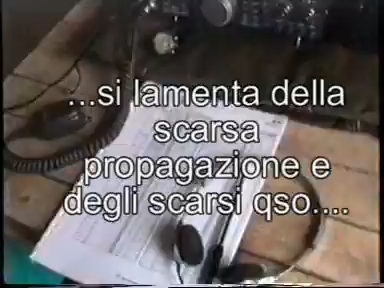 ...si lamenta della
scarsa
propagazione e
degli scarsi qso....